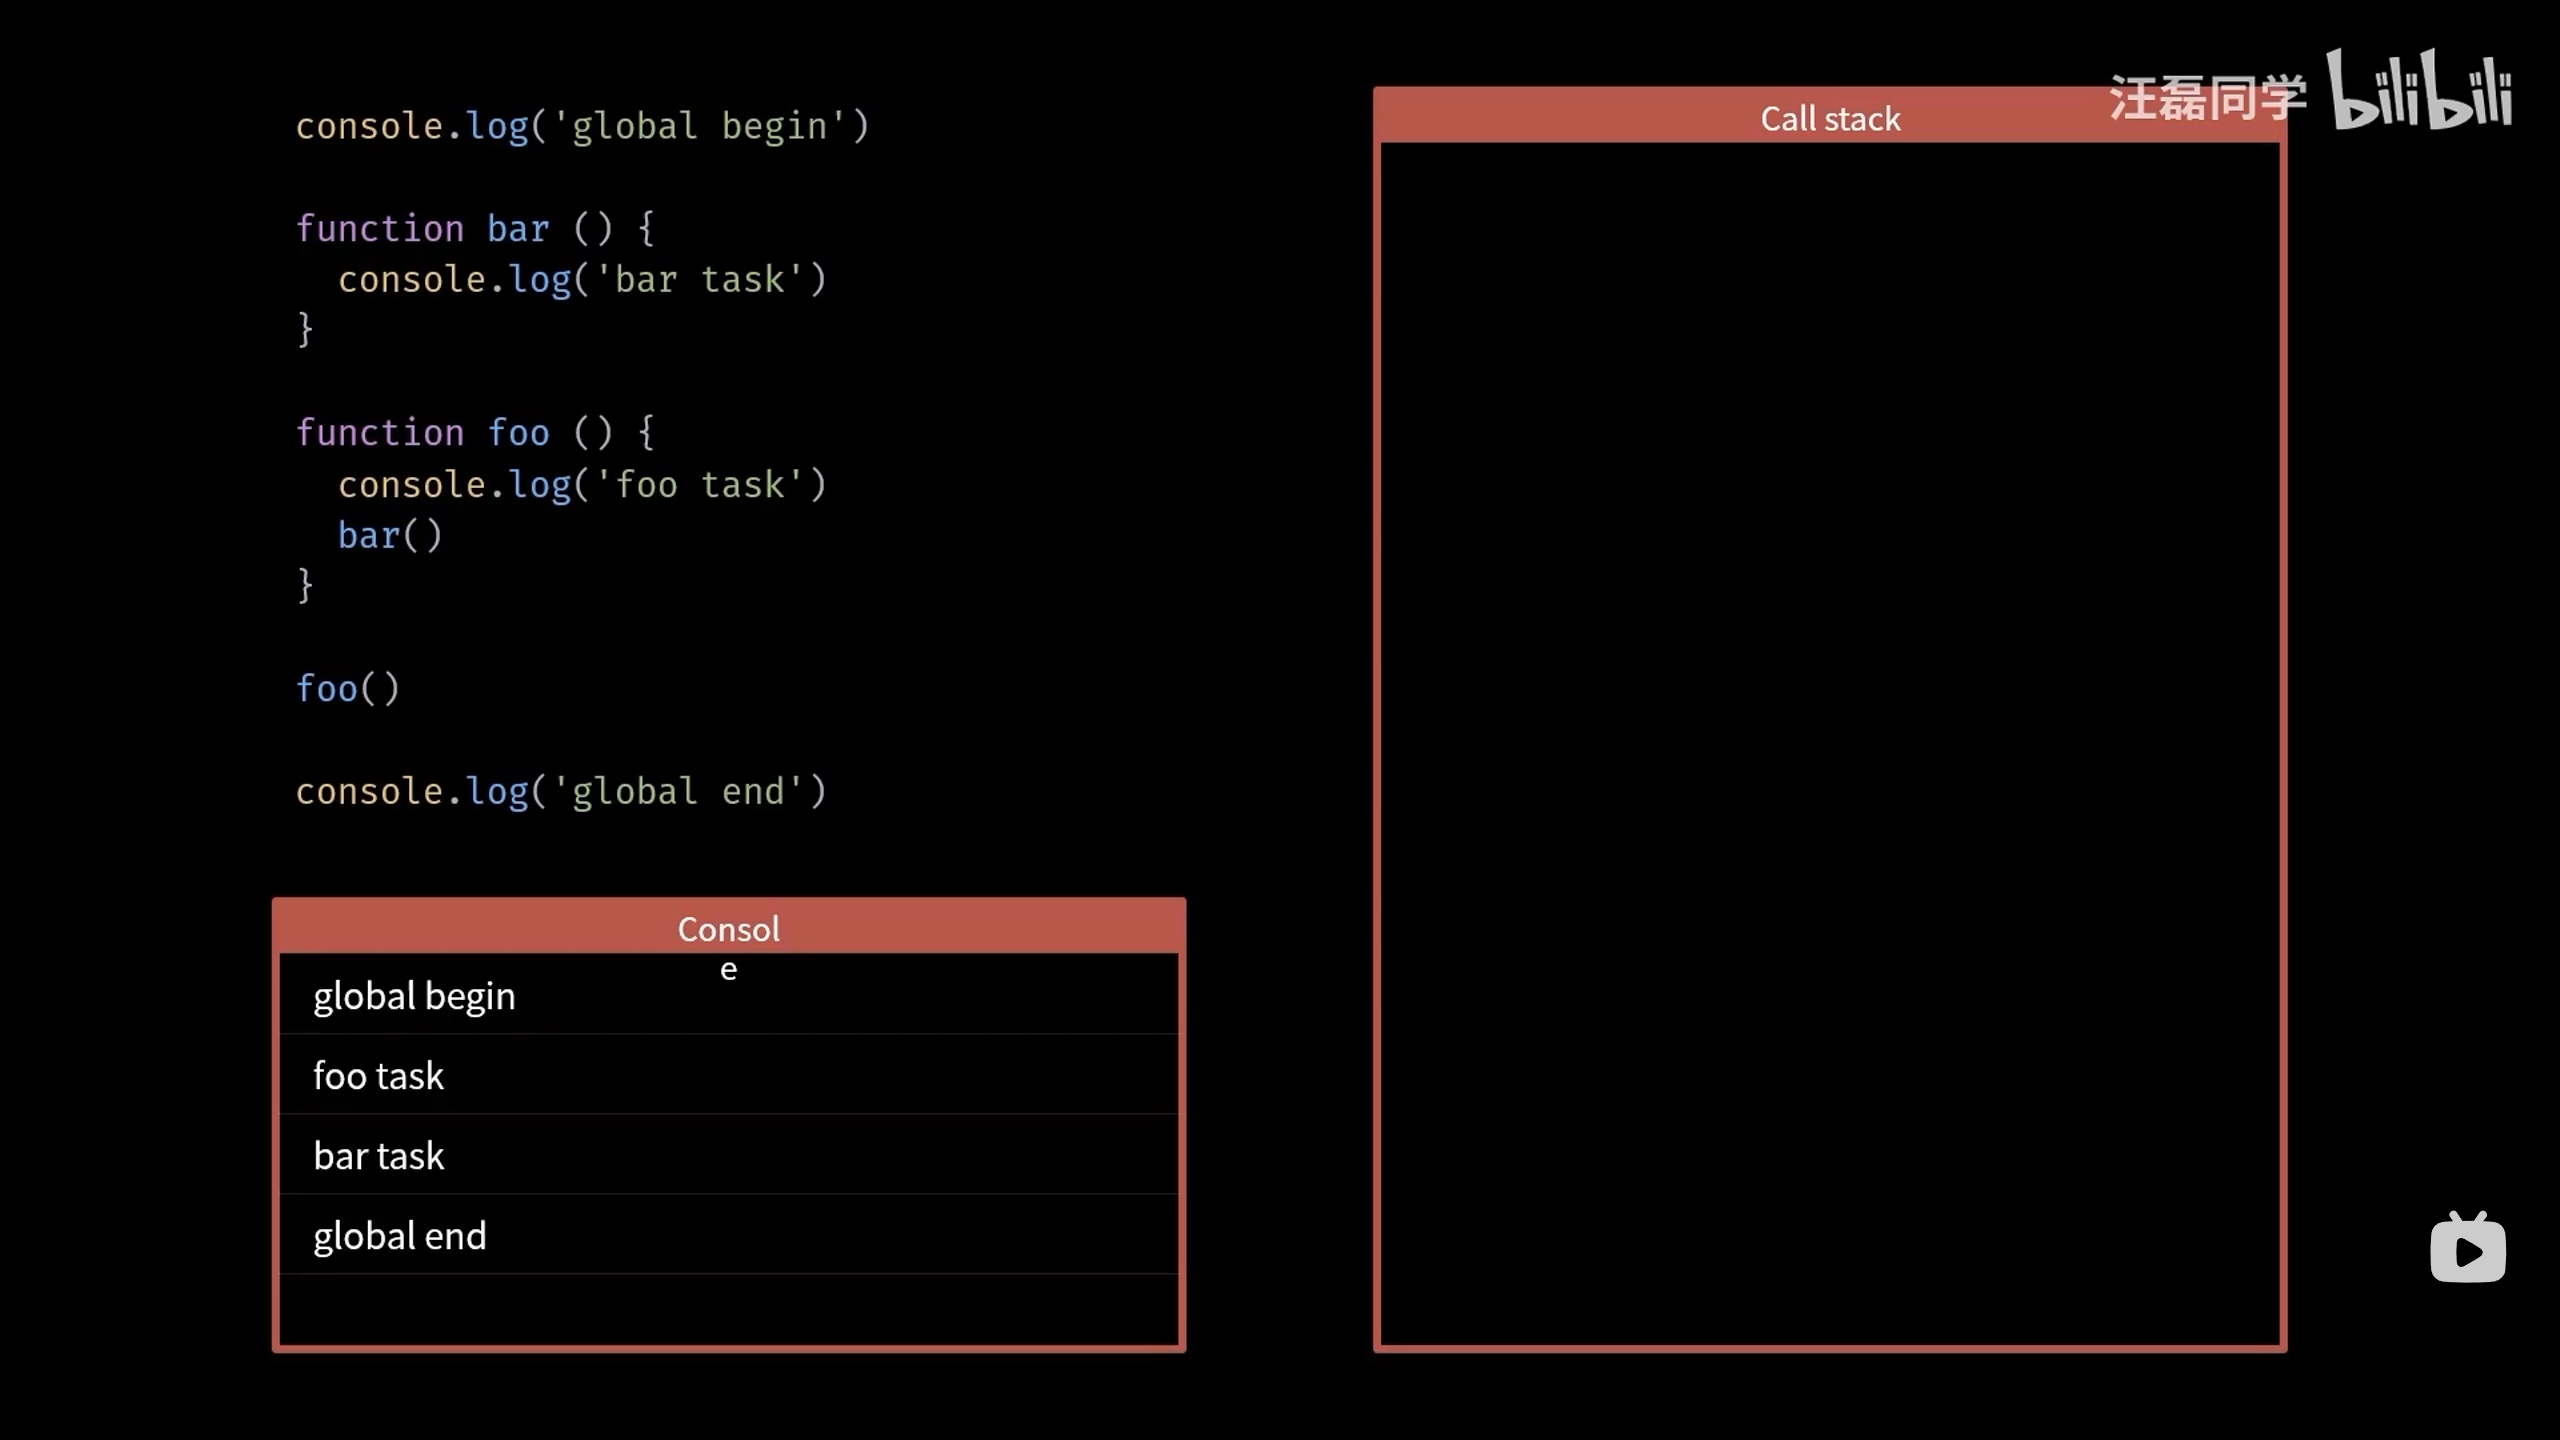 console.log('global begin')
function bar () {
  console.log('bar task')
}
function foo () {
  console.log('foo task')
  bar()
}
foo()
console.log('global end')
Consol
e
global begin
foo task
bar task
global end
Call stack
汪磊同学 bilibili